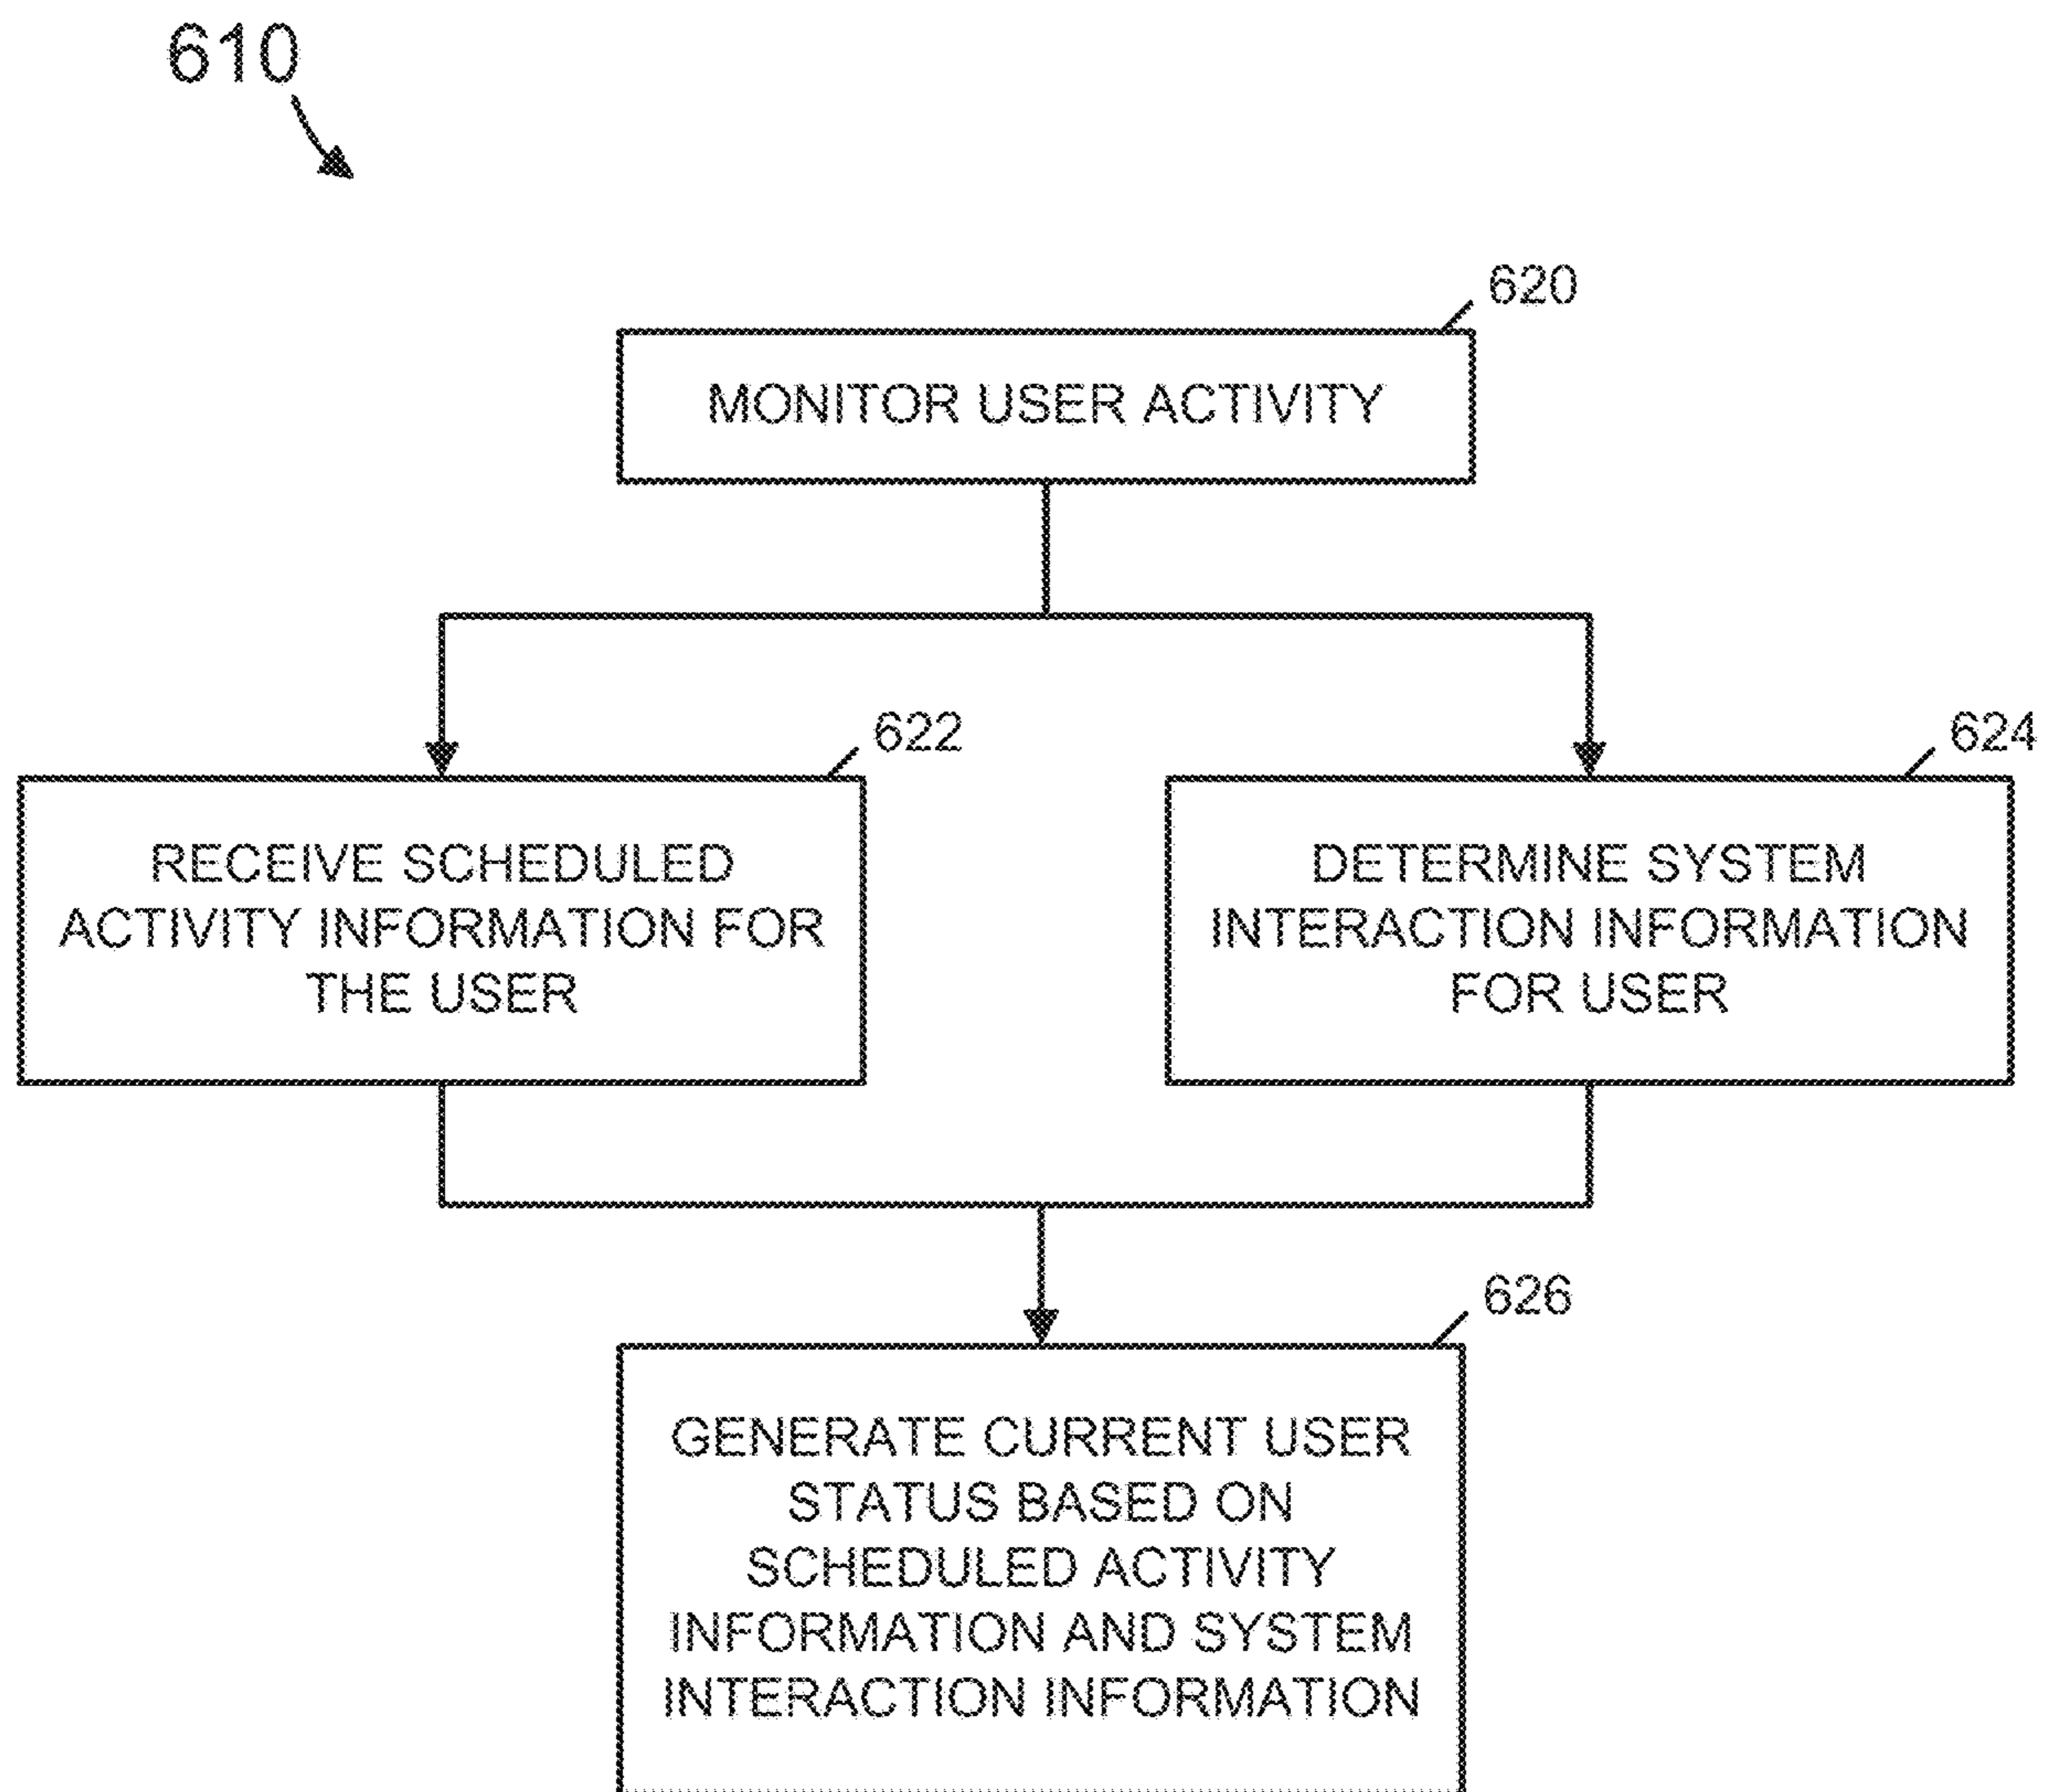 610
620
MONITOR USER ACTIVITY
622
RECEIVE SCHEDULED
ACTIVITY INFORMATION FOR
THE USER
624
DETERMINE SYSTEM
INTERACTION INFORMATION
FOR USER
626
GENERATE CURRENT USER
STATUS BASED ON
SCHEDULED ACTIVITY
INFORMATION AND SYSTEM
INTERACTION INFORMATION